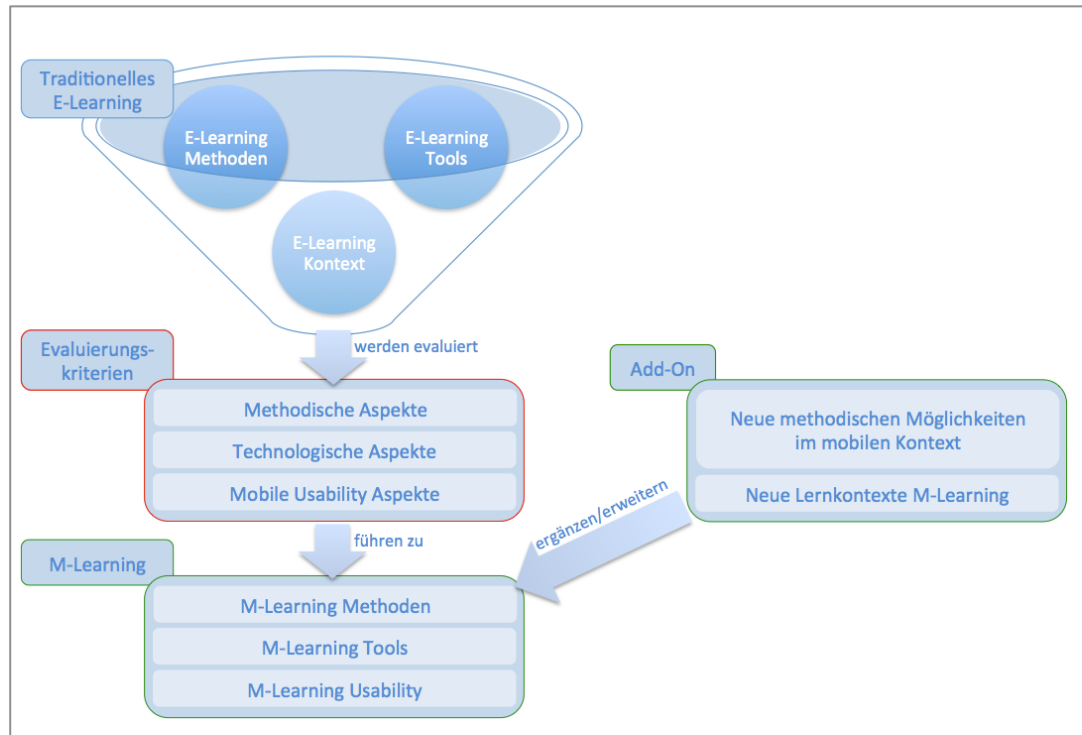 Traditionelles
E-Learning
E-Learning
Methoden
E-Learning
Tools
E-Learning
Kontext
werden evaluiert
Evaluierungs-
kriterien
Methodische Aspekte
Technologische Aspekte
Mobile Usability Aspekte
Add-On
Neue methodischen Möglichkeiten
im mobilen Kontext
Neue Lernkontexte M-Learning
ergänzen/erweitern
führen zu
M-Learning
M-Learning Methoden
M-Learning Tools
M-Learning Usability